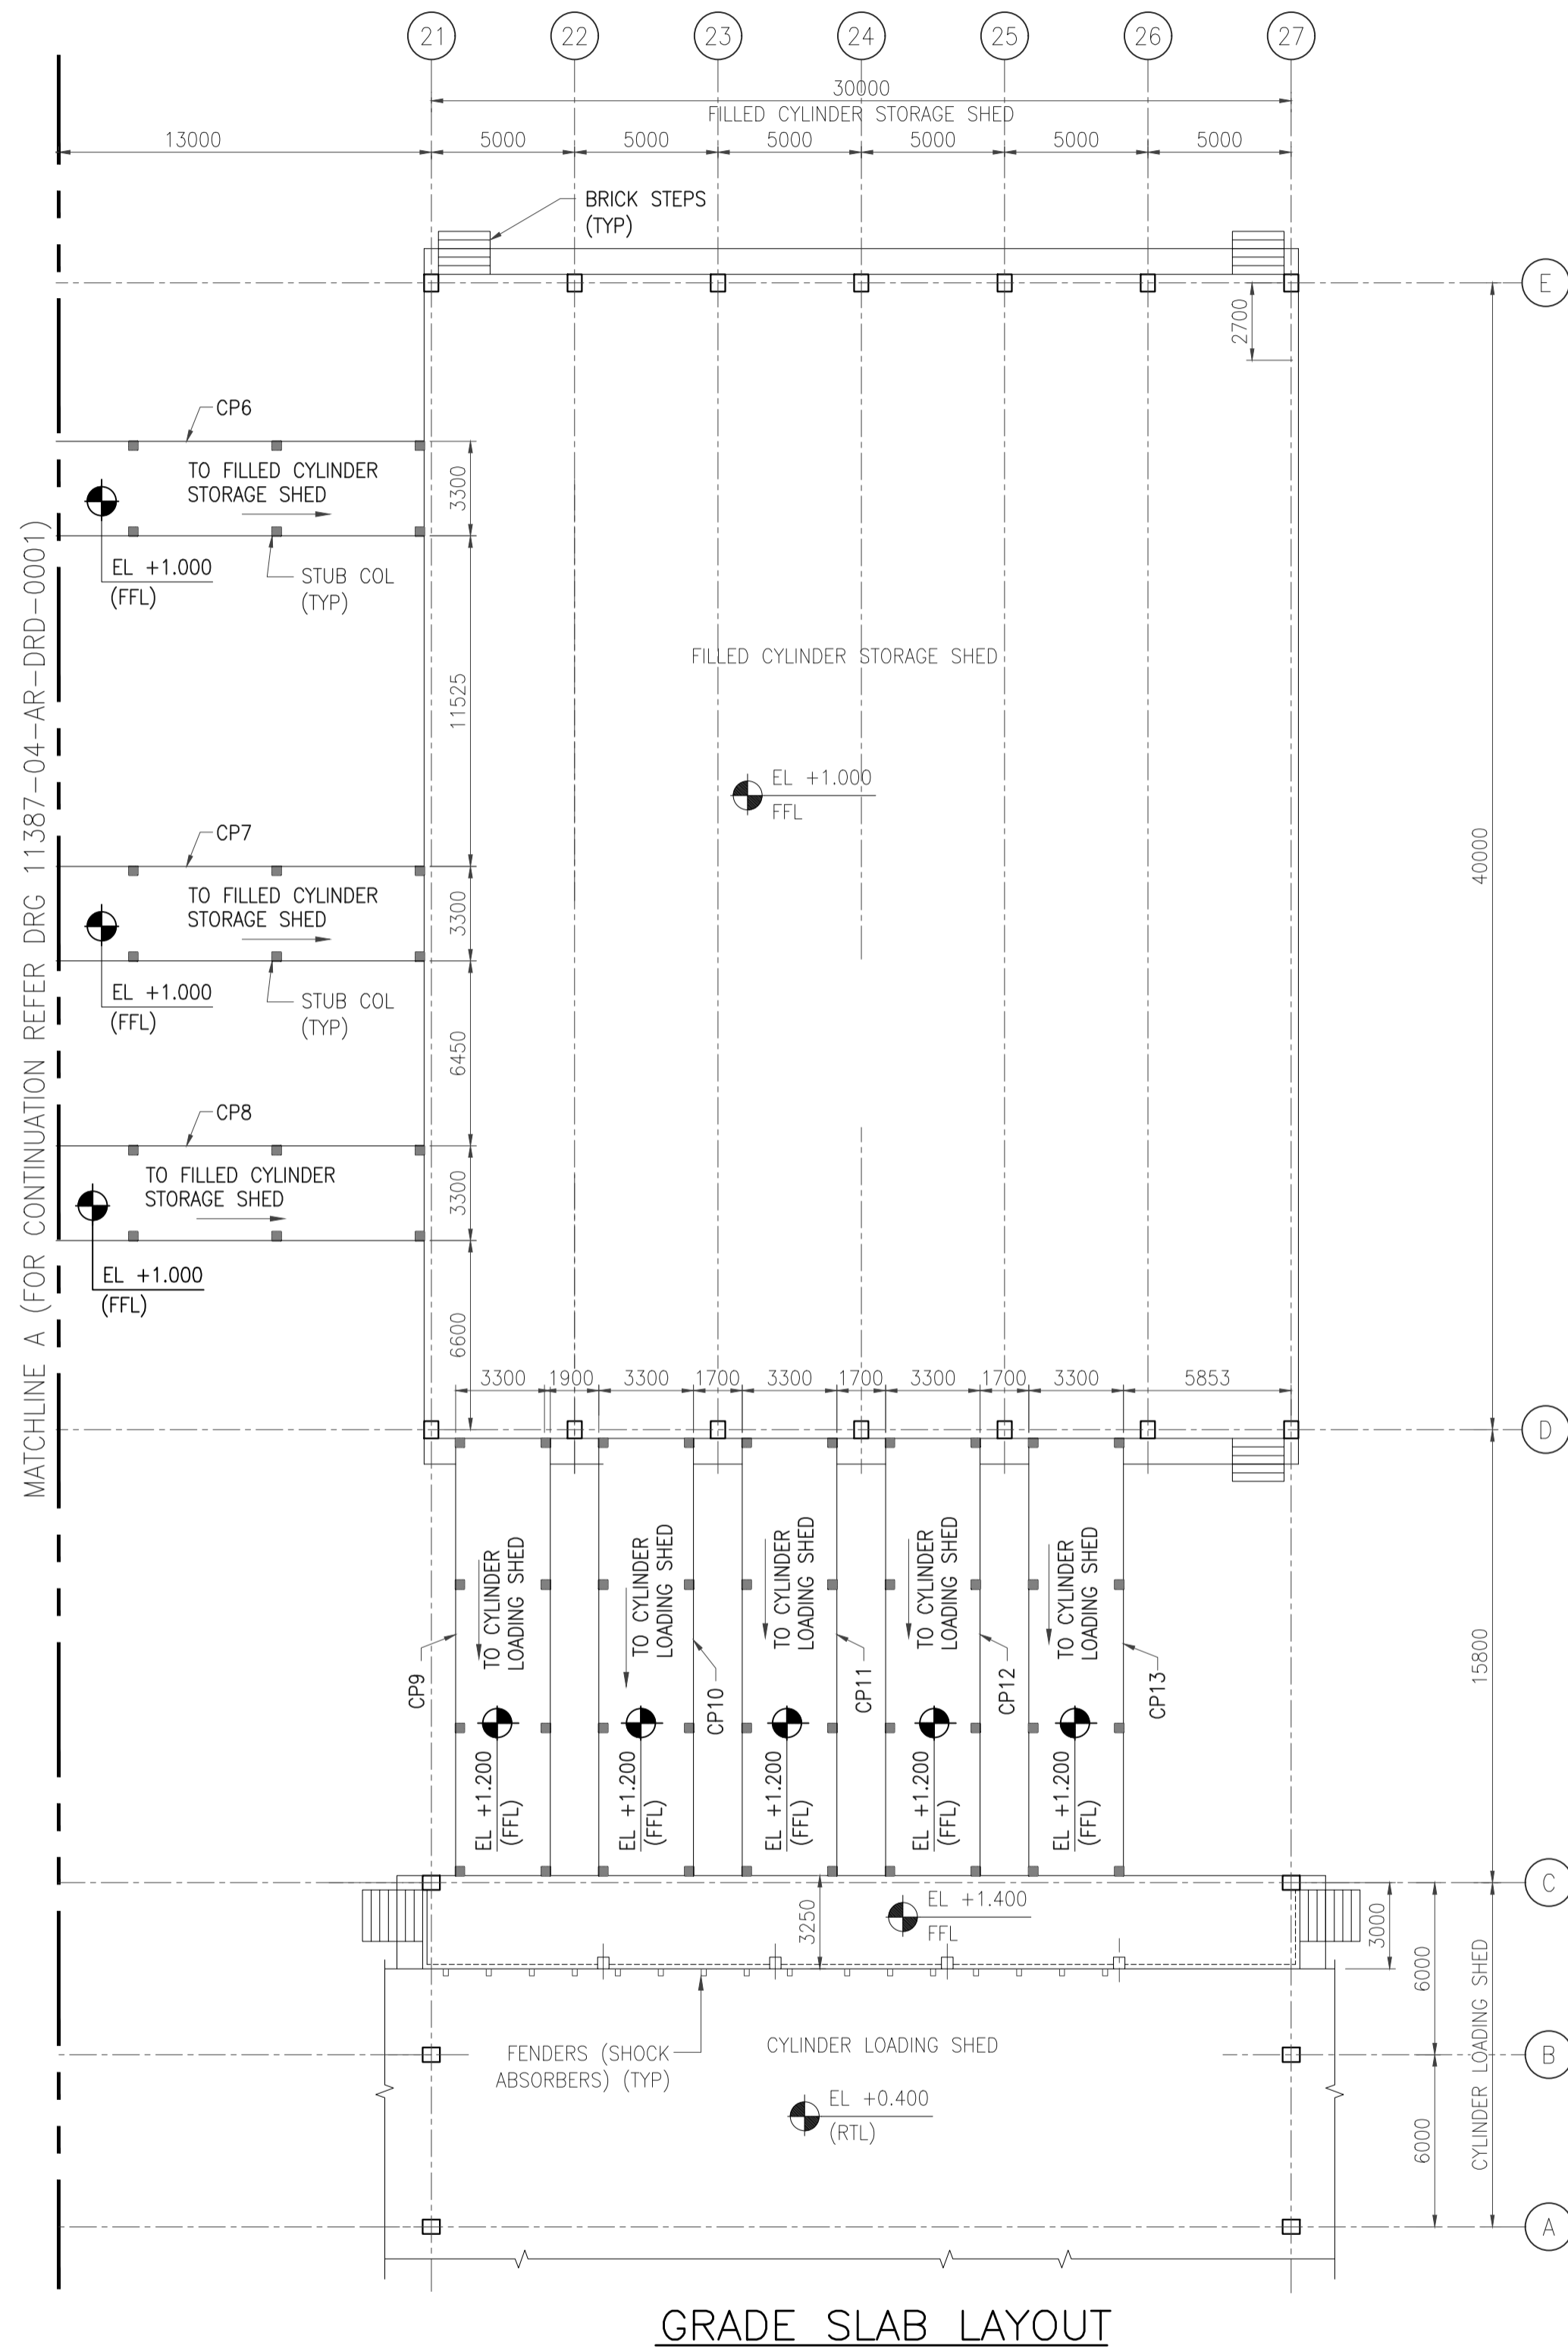 21
22
23
24
25
26
27
30000
FILLED CYLINDER STORAGE SHED
13000
5000
5000
5000
5000
5000
5000
BRICK STEPS
(TYP)
E
2700
CP6
TO FILLED CYLINDER
STORAGE SHED
3300
EL +1.000
(FFL)
STUB COL
(TYP)
MATCHLINE A (FOR CONTINUATION REFER DRG 11387-04-AR-DRD-0001)
11525
FILLED CYLINDER STORAGE SHED
EL +1.000
FFL
40000
CP7
TO FILLED CYLINDER
STORAGE SHED
3300
EL +1.000
(FFL)
STUB COL
(TYP)
6450
CP8
TO FILLED CYLINDER
STORAGE SHED
3300
EL +1.000
(FFL)
6600
3300
1900
3300
1700
3300
1700
3300
1700
3300
5853
D
TO CYLINDER
LOADING SHED
TO CYLINDER
LOADING SHED
TO CYLINDER
LOADING SHED
TO CYLINDER
LOADING SHED
TO CYLINDER
LOADING SHED
15800
CP9
CP10
CP11
CP12
CP13
EL +1.200
(FFL)
EL +1.200
(FFL)
EL +1.200
(FFL)
EL +1.200
(FFL)
EL +1.200
(FFL)
C
3250
EL +1.400
FFL
3000
6000
CYLINDER LOADING SHED
FENDERS (SHOCK
ABSORBERS) (TYP)
CYLINDER LOADING SHED
B
EL +0.400
(RTL)
6000
A
GRADE SLAB LAYOUT